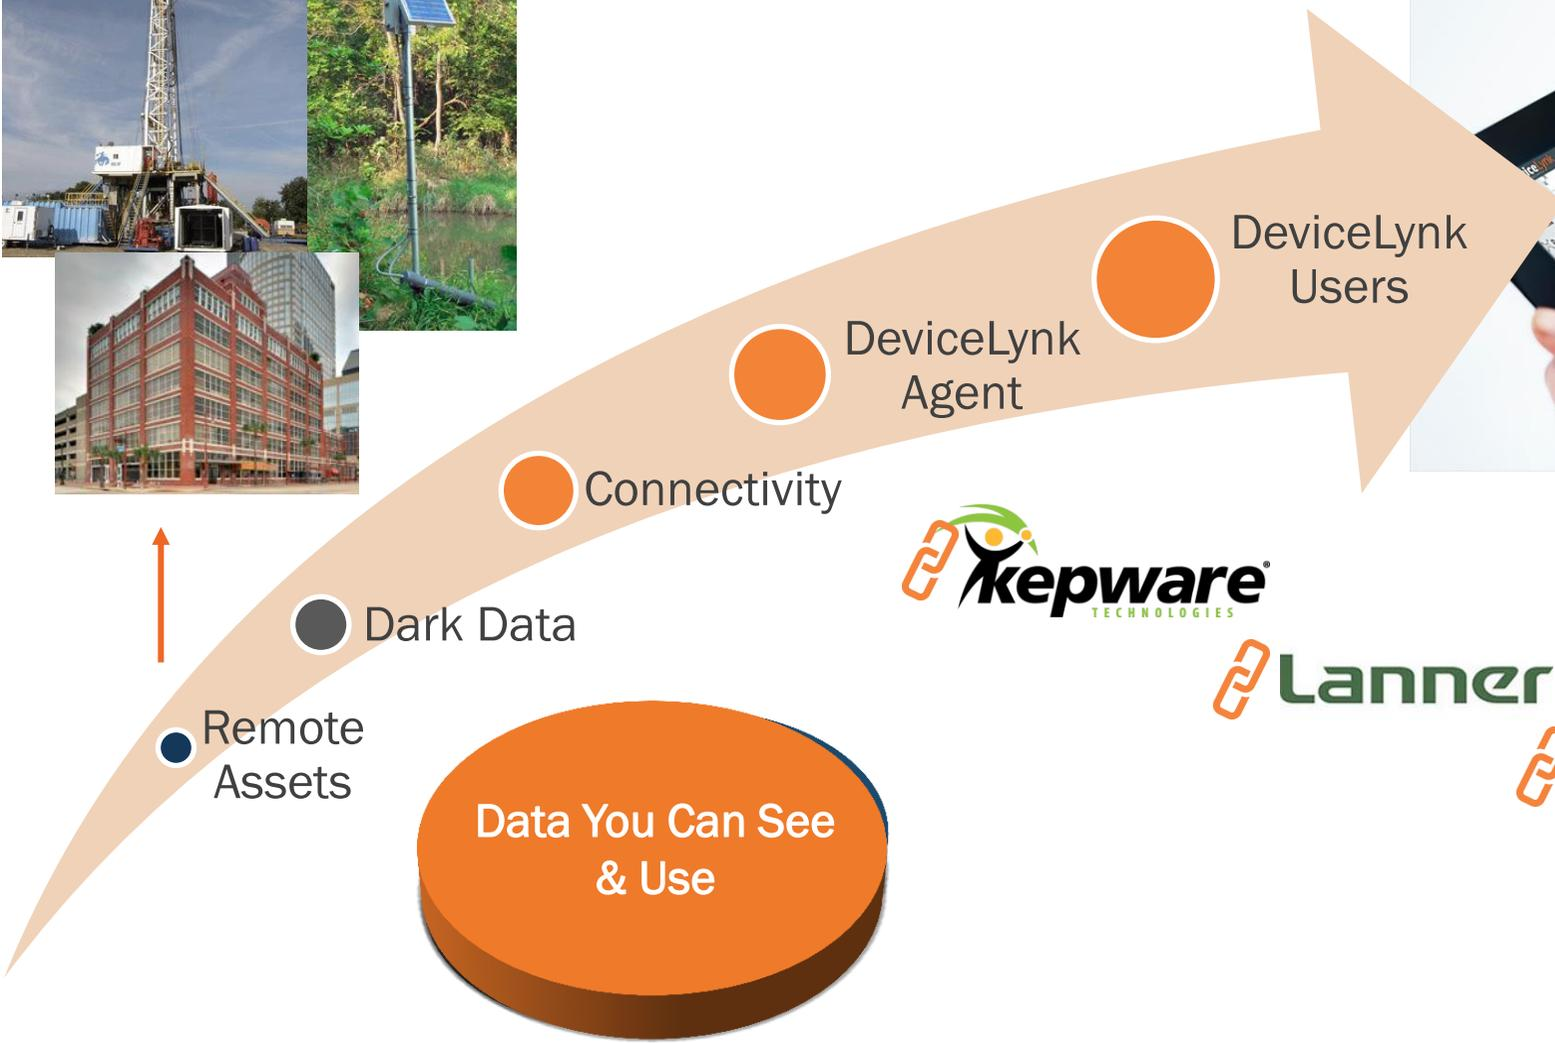 DeviceLynk
Users
DeviceLynk
Agent
Connectivity
Dark Data
Remote
Assets
kepware®
TECHNOLOGIES
Lanner
Data You Can See
& Use